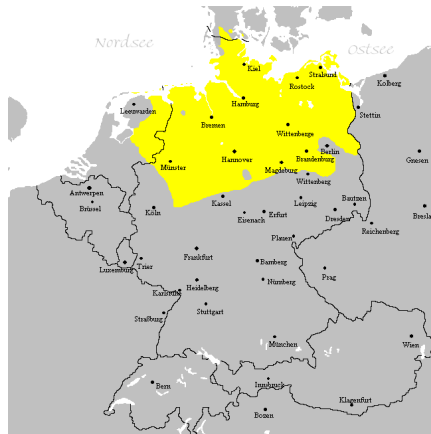 Nordsee
Ostsee
Kiel
Stralsund
Rostock
Kolberg
Hamburg
Leeuwarden
Stettin
Bremen
Wittenberge
Berlin
Hannover
Brandenburg
Gnesen
Münster
Magdeburg
Wittenberg
Antwerpen
Kassel
Leipzig
Bautzen
Brüssel
Köln
Eisenach
Erfurt
Dresden
Breslau
Reichenberg
Plauen
Frankfurt
Trier
Bamberg
Luxemburg
Prag
Heidelberg
Nürnberg
Karlsruhe
Stuttgart
Straßburg
München
Wien
Bern
Innsbruck
Klagenfurt
Bozen